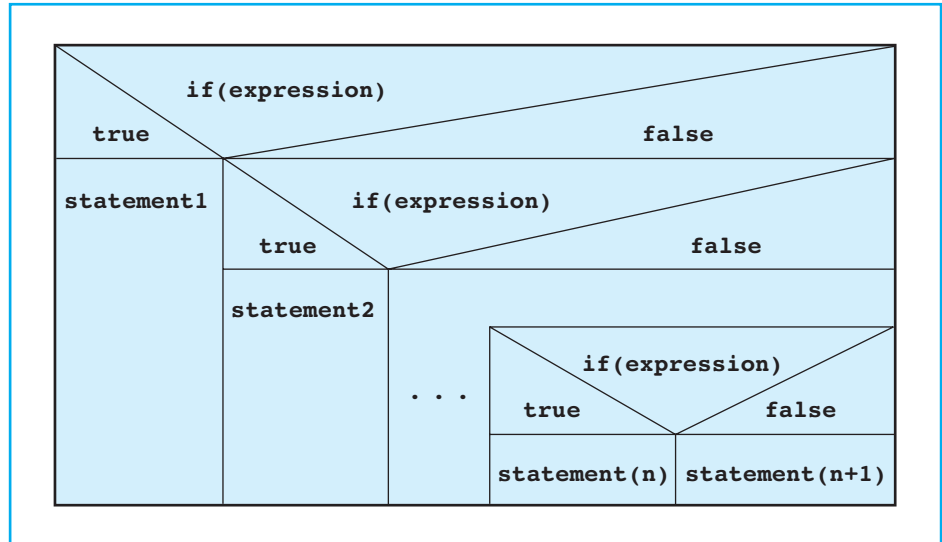 if(expression)
true
false
statement1
if(expression)
true
false
statement2
if(expression)
. . .
true
false
statement(n)
statement(n+1)